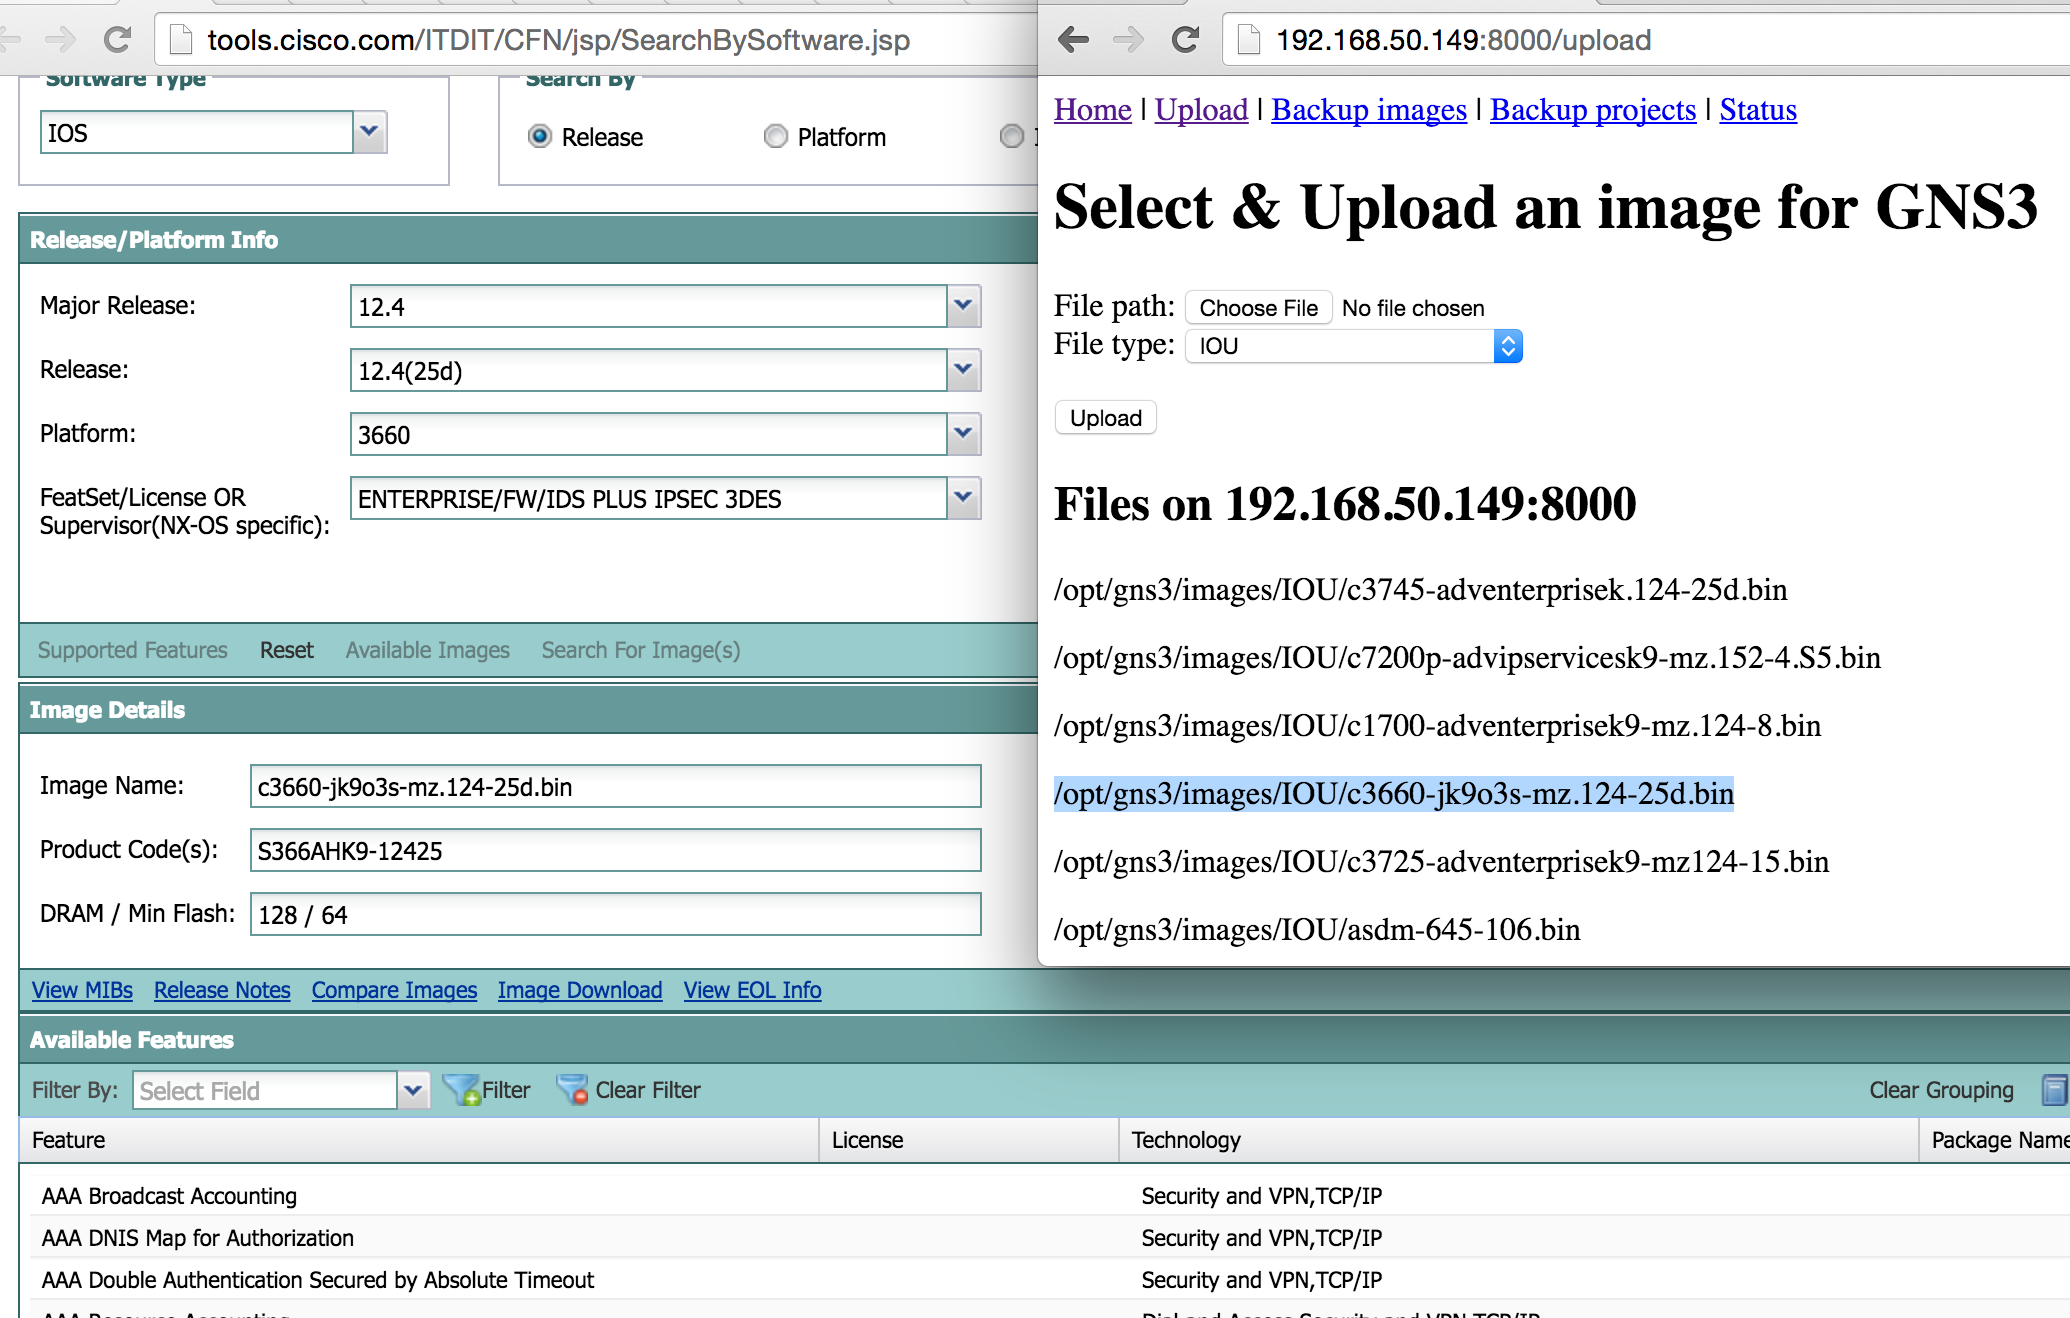 tools.cisco.com/ITDIT/CFN/jsp/SearchBySoftware.jsp
Software Type
Search By
IOS
Release
Platform
Release/Platform Info
Major Release:
12.4
Release:
12.4(25d)
Platform:
3660
FeatSet/License OR
Supervisor(NX-OS specific):
ENTERPRISE/FW/IDS PLUS IPSEC 3DES
Supported Features Reset Available Images Search For Image(s)
Image Details
Image Name:
c3660-jk9o3s-mz.124-25d.bin
Product Code(s):
S366AHK9-12425
DRAM / Min Flash:
128 / 64
View MIBs Release Notes Compare Images Image Download View EOL Info
Available Features
Filter By: Select Field Filter Clear Filter Clear Grouping
Feature License Technology Package Name
AAA Broadcast Accounting Security and VPN,TCP/IP
AAA DNIS Map for Authorization Security and VPN,TCP/IP
AAA Double Authentication Secured by Absolute Timeout Security and VPN,TCP/IP
AAA Resource Accounting Dial and Access,Security and VPN,TCP/IP
192.168.50.149:8000/upload
Home | Upload | Backup images | Backup projects | Status
Select & Upload an image for GNS3
File path: Choose File No file chosen
File type: IOU
Upload
Files on 192.168.50.149:8000
/opt/gns3/images/IOU/c3745-adventerprisek.124-25d.bin
/opt/gns3/images/IOU/c7200p-advipservicesk9-mz.152-4.S5.bin
/opt/gns3/images/IOU/c1700-adventerprisek9-mz.124-8.bin
/opt/gns3/images/IOU/c3660-jk9o3s-mz.124-25d.bin
/opt/gns3/images/IOU/c3725-adventerprisek9-mz124-15.bin
/opt/gns3/images/IOU/asdm-645-106.bin